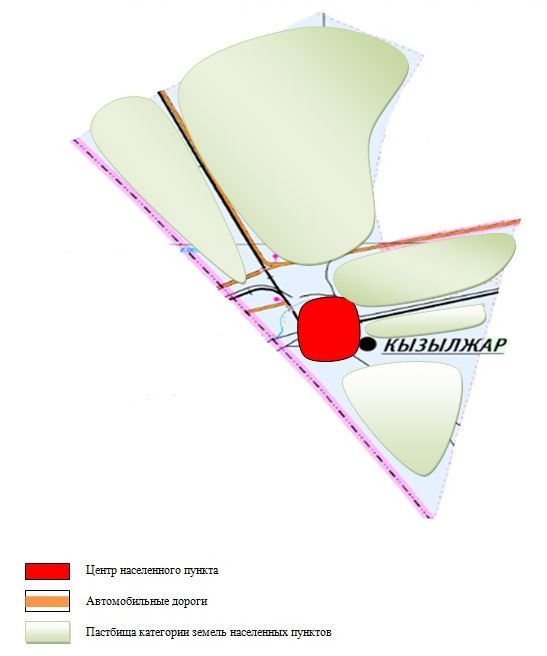 КЫЗЫЛЖАР
Центр населенного пункта
Автомобильные дороги
Пастбища категории земель населенных пунктов